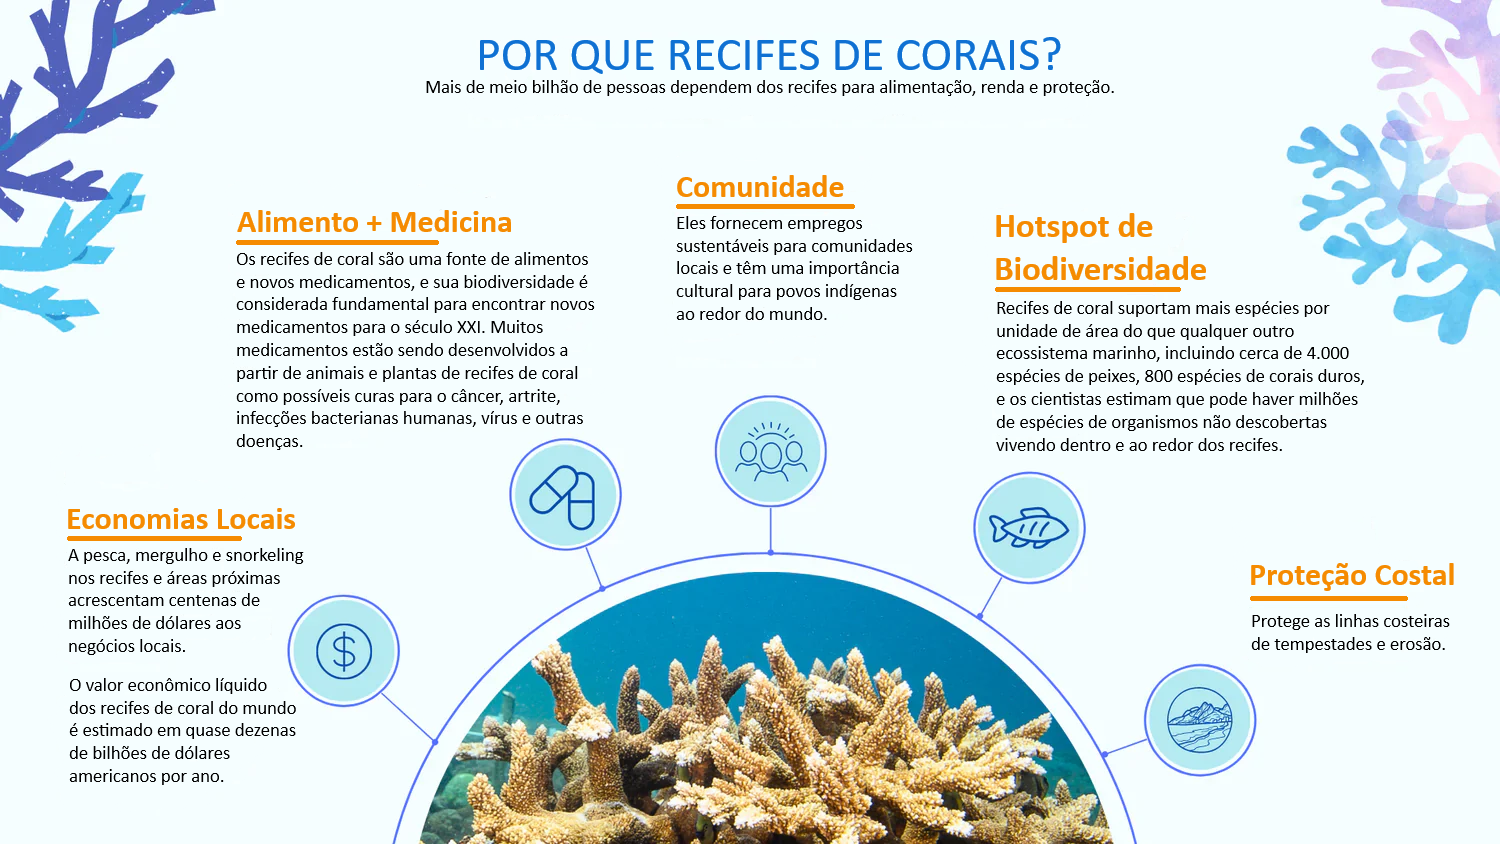 POR QUE RECIFES DE CORAIS?
Mais de meio bilhão de pessoas dependem dos recifes para alimentação, renda e proteção.
Economias Locais
A pesca, mergulho e snorkeling
nos recifes e áreas próximas
acrescentam centenas de
milhões de dólares aos
negócios locais.
O valor econômico líquido
dos recifes de coral do mundo
é estimado em quase dezenas
de bilhões de dólares
americanos por ano.
Alimento + Medicina
Os recifes de coral são uma fonte de alimentos
e novos medicamentos, e sua biodiversidade é
considerada fundamental para encontrar novos
medicamentos para o século XXI. Muitos
medicamentos estão sendo desenvolvidos a
partir de animais e plantas de recifes de coral
como possíveis curas para o câncer, artrite,
infecções bacterianas humanas, vírus e outras
doenças.
Comunidade
Eles fornecem empregos
sustentáveis para comunidades
locais e têm uma importância
cultural para povos indígenas
ao redor do mundo.
Hotspot de
Biodiversidade
Recifes de coral suportam mais espécies por
unidade de área do que qualquer outro
ecossistema marinho, incluindo cerca de 4.000
espécies de peixes, 800 espécies de corais duros,
e os cientistas estimam que pode haver milhões
de espécies de organismos não descobertas
vivendo dentro e ao redor dos recifes.
Proteção Costal
Protege as linhas costeiras
de tempestades e erosão.
$